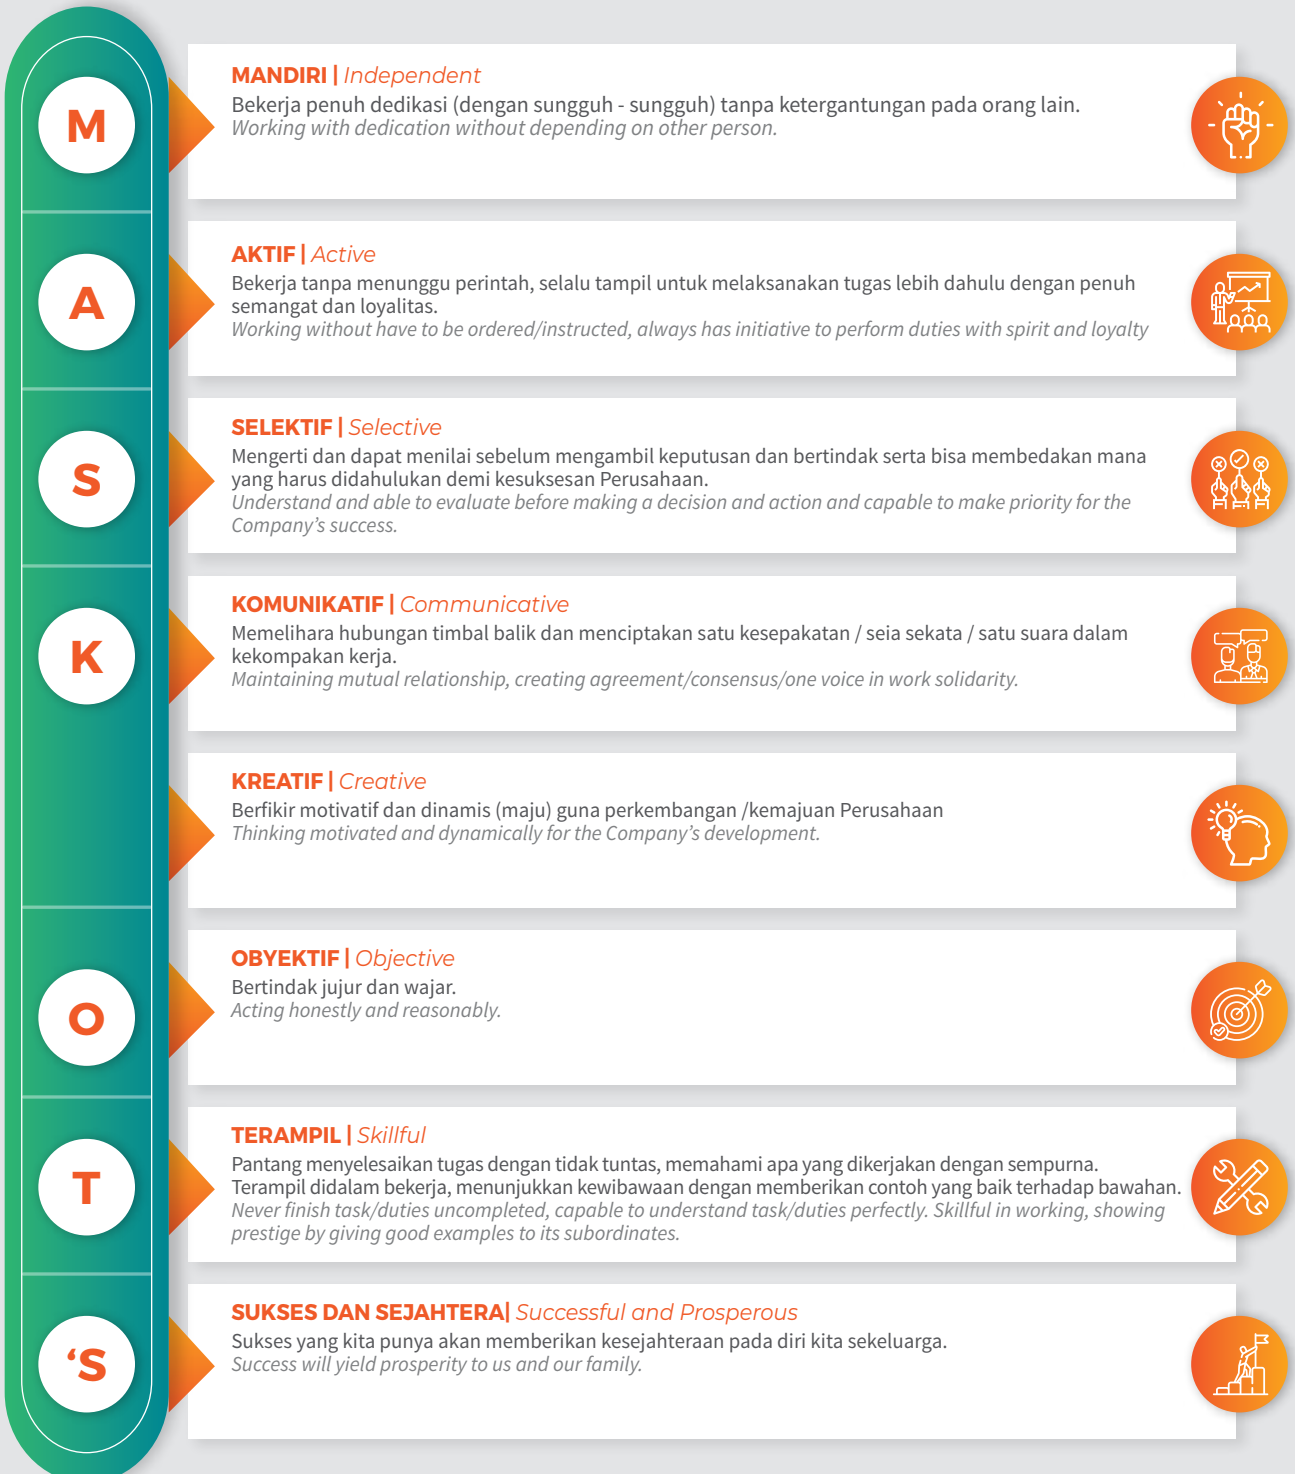 M
MANDIRI | Independent
Bekerja penuh dedikasi (dengan sungguh - sungguh) tanpa ketergantungan pada orang lain.
Working with dedication without depending on other person.
A
AKTIF | Active
Bekerja tanpa menunggu perintah, selalu tampil untuk melaksanakan tugas lebih dahulu dengan penuh
semangat dan loyalitas.
Working without have to be ordered/instructed, always has initiative to perform duties with spirit and loyalty
S
SELEKTIF | Selective
Mengerti dan dapat menilai sebelum mengambil keputusan dan bertindak serta bisa membedakan mana
yang harus didahulukan demi kesuksesan Perusahaan.
Understand and able to evaluate before making a decision and action and capable to make priority for the
Company's success.
K
KOMUNIKATIF | Communicative
Memelihara hubungan timbal balik dan menciptakan satu kesepakatan / seia sekata / satu suara dalam
kekompakan kerja.
Maintaining mutual relationship, creating agreement/consensus/one voice in work solidarity.
KREATIF | Creative
Berfikir motivatif dan dinamis (maju) guna perkembangan /kemajuan Perusahaan
Thinking motivated and dynamically for the Company's development.
O
OBYEKTIF | Objective
Bertindak jujur dan wajar.
Acting honestly and reasonably.
T
TERAMPIL | Skillful
Pantang menyelesaikan tugas dengan tidak tuntas, memahami apa yang dikerjakan dengan sempurna.
Terampil didalam bekerja, menunjukkan kewibawaan dengan memberikan contoh yang baik terhadap bawahan.
Never finish task/duties uncompleted, capable to understand task/duties perfectly. Skillful in working, showing
prestige by giving good examples to its subordinates.
‘S
SUKSES DAN SEJAHTERA| Successful and Prosperous
Sukses yang kita punya akan memberikan kesejahteraan pada diri kita sekeluarga.
Success will yield prosperity to us and our family.